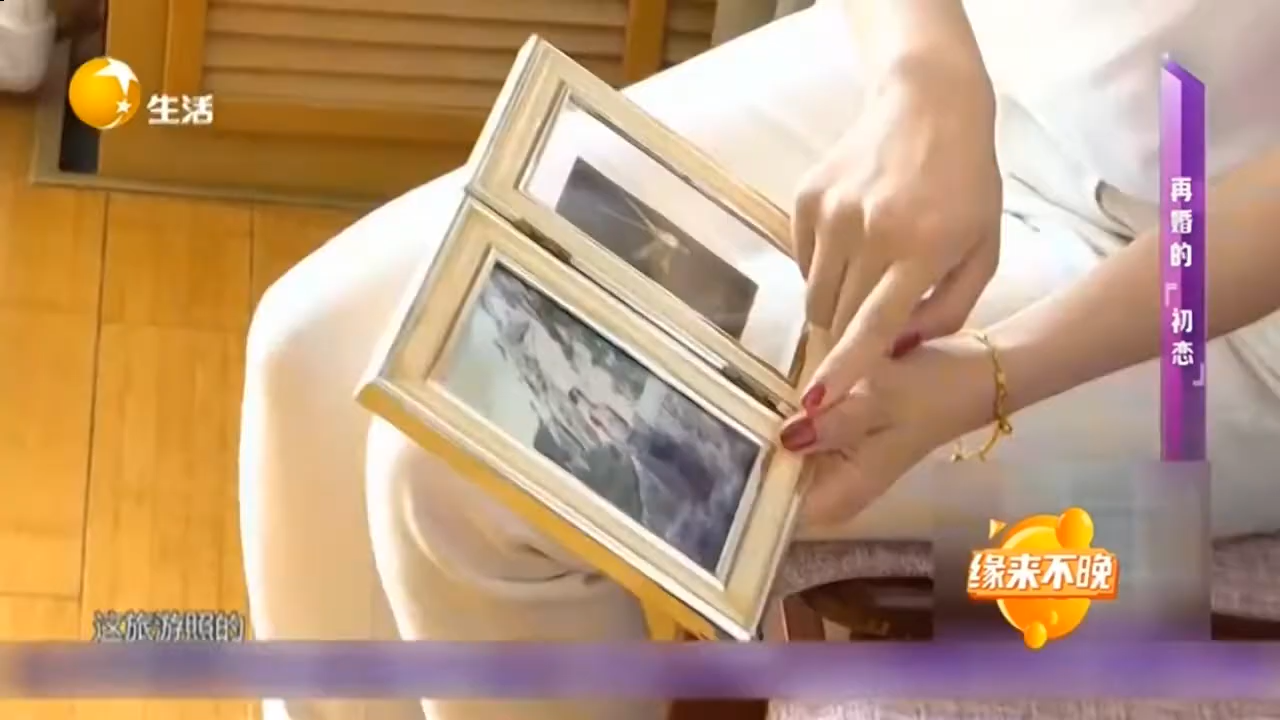 生活
再婚的
「初恋」
缘来不晚
这旅游照的